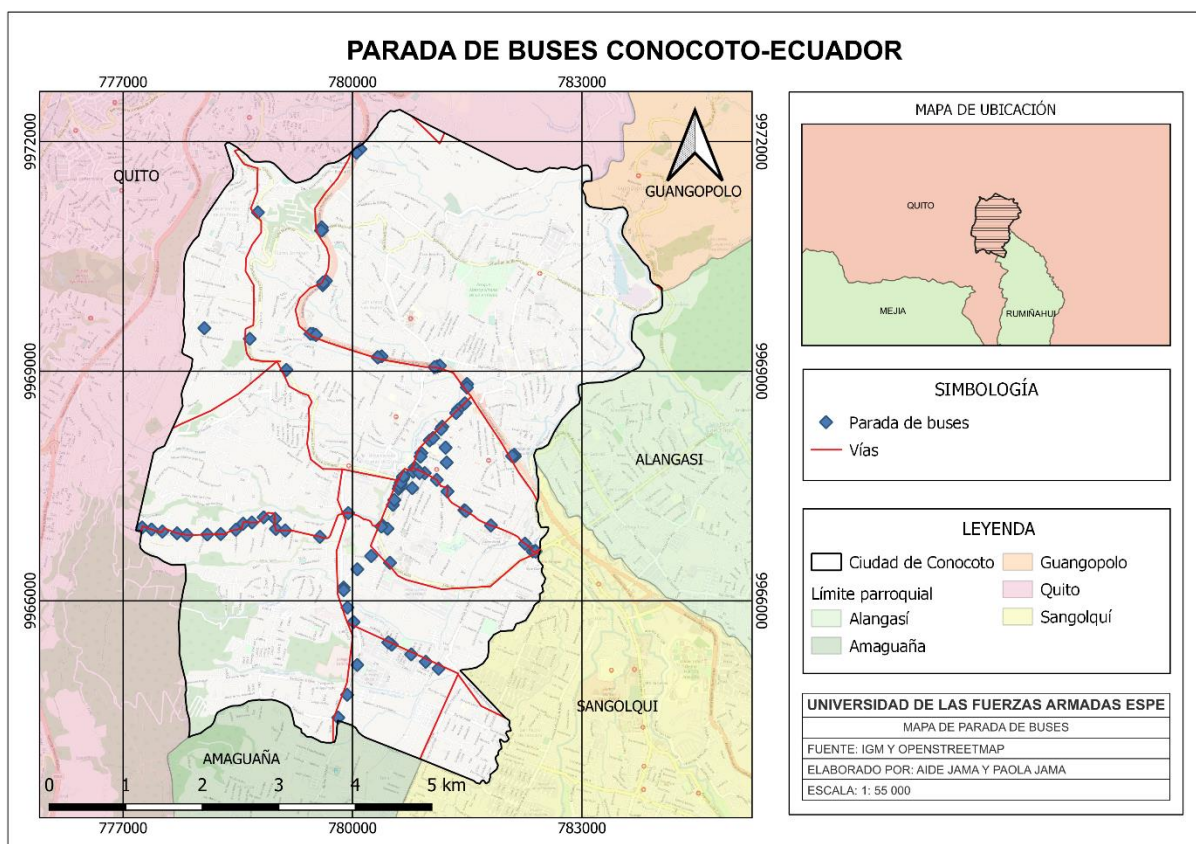 PARADA DE BUSES CONOCOTO-ECUADOR
777000
780000
783000
9972000
9972000
QUITO
GUANGOPOLO
9969000
9969000
ALANGASI
9966000
9966000
SANGOLQUI
AMAGUAÑA
0 1 2 3 4 5 km
777000
780000
783000
MAPA DE UBICACIÓN
QUITO
MEJIA
RUMIÑAHUI
SIMBOLOGÍA
Parada de buses
Vías
LEYENDA
Ciudad de Conocoto
Límite parroquial
Alangasí
Amaguaña
Guangopolo
Quito
Sangolquí
UNIVERSIDAD DE LAS FUERZAS ARMADAS ESPE
MAPA DE PARADA DE BUSES
FUENTE: IGM Y OPENSTREETMAP
ELABORADO POR: AIDE JAMA Y PAOLA JAMA
ESCALA: 1: 55 000